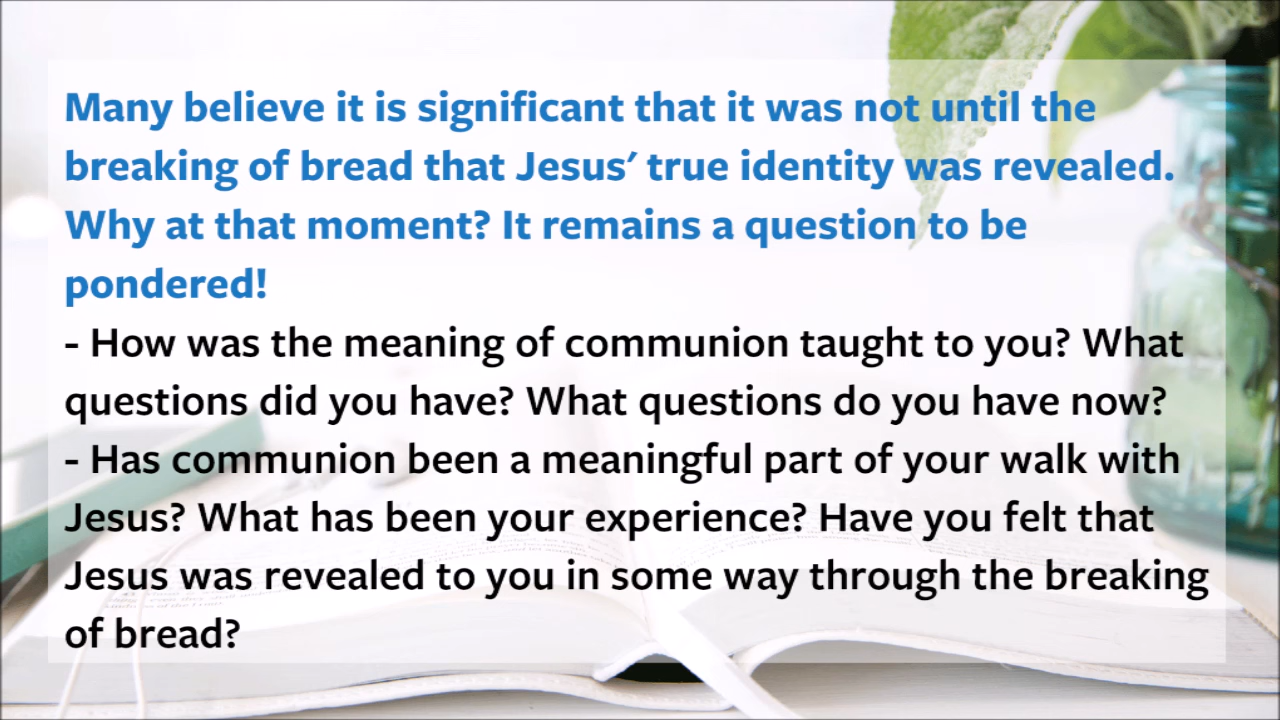 Many believe it is significant that it was not until the
breaking of bread that Jesus’ true identity was revealed.
Why at that moment? It remains a question to be
pondered!
- How was the meaning of communion taught to you? What
questions did you have? What questions do you have now?
- Has communion been a meaningful part of your walk with
Jesus? What has been your experience? Have you felt that
Jesus was revealed to you in some way through the breaking
of bread?